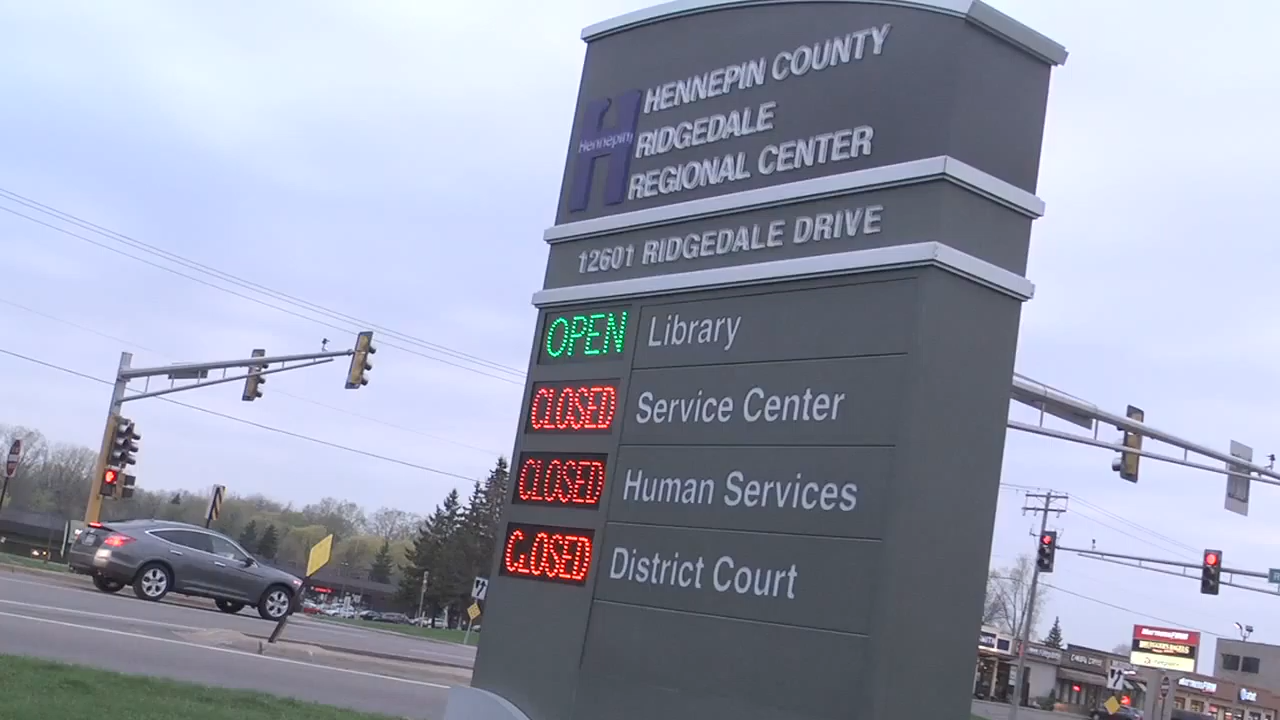 HENNEPIN COUNTY
Hennepin
RIDGEDALE
REGIONAL CENTER
12601 RIDGEDALE DRIVE
OPEN Library
CLOSED Service Center
CLOSED Human Services
CLOSED District Court